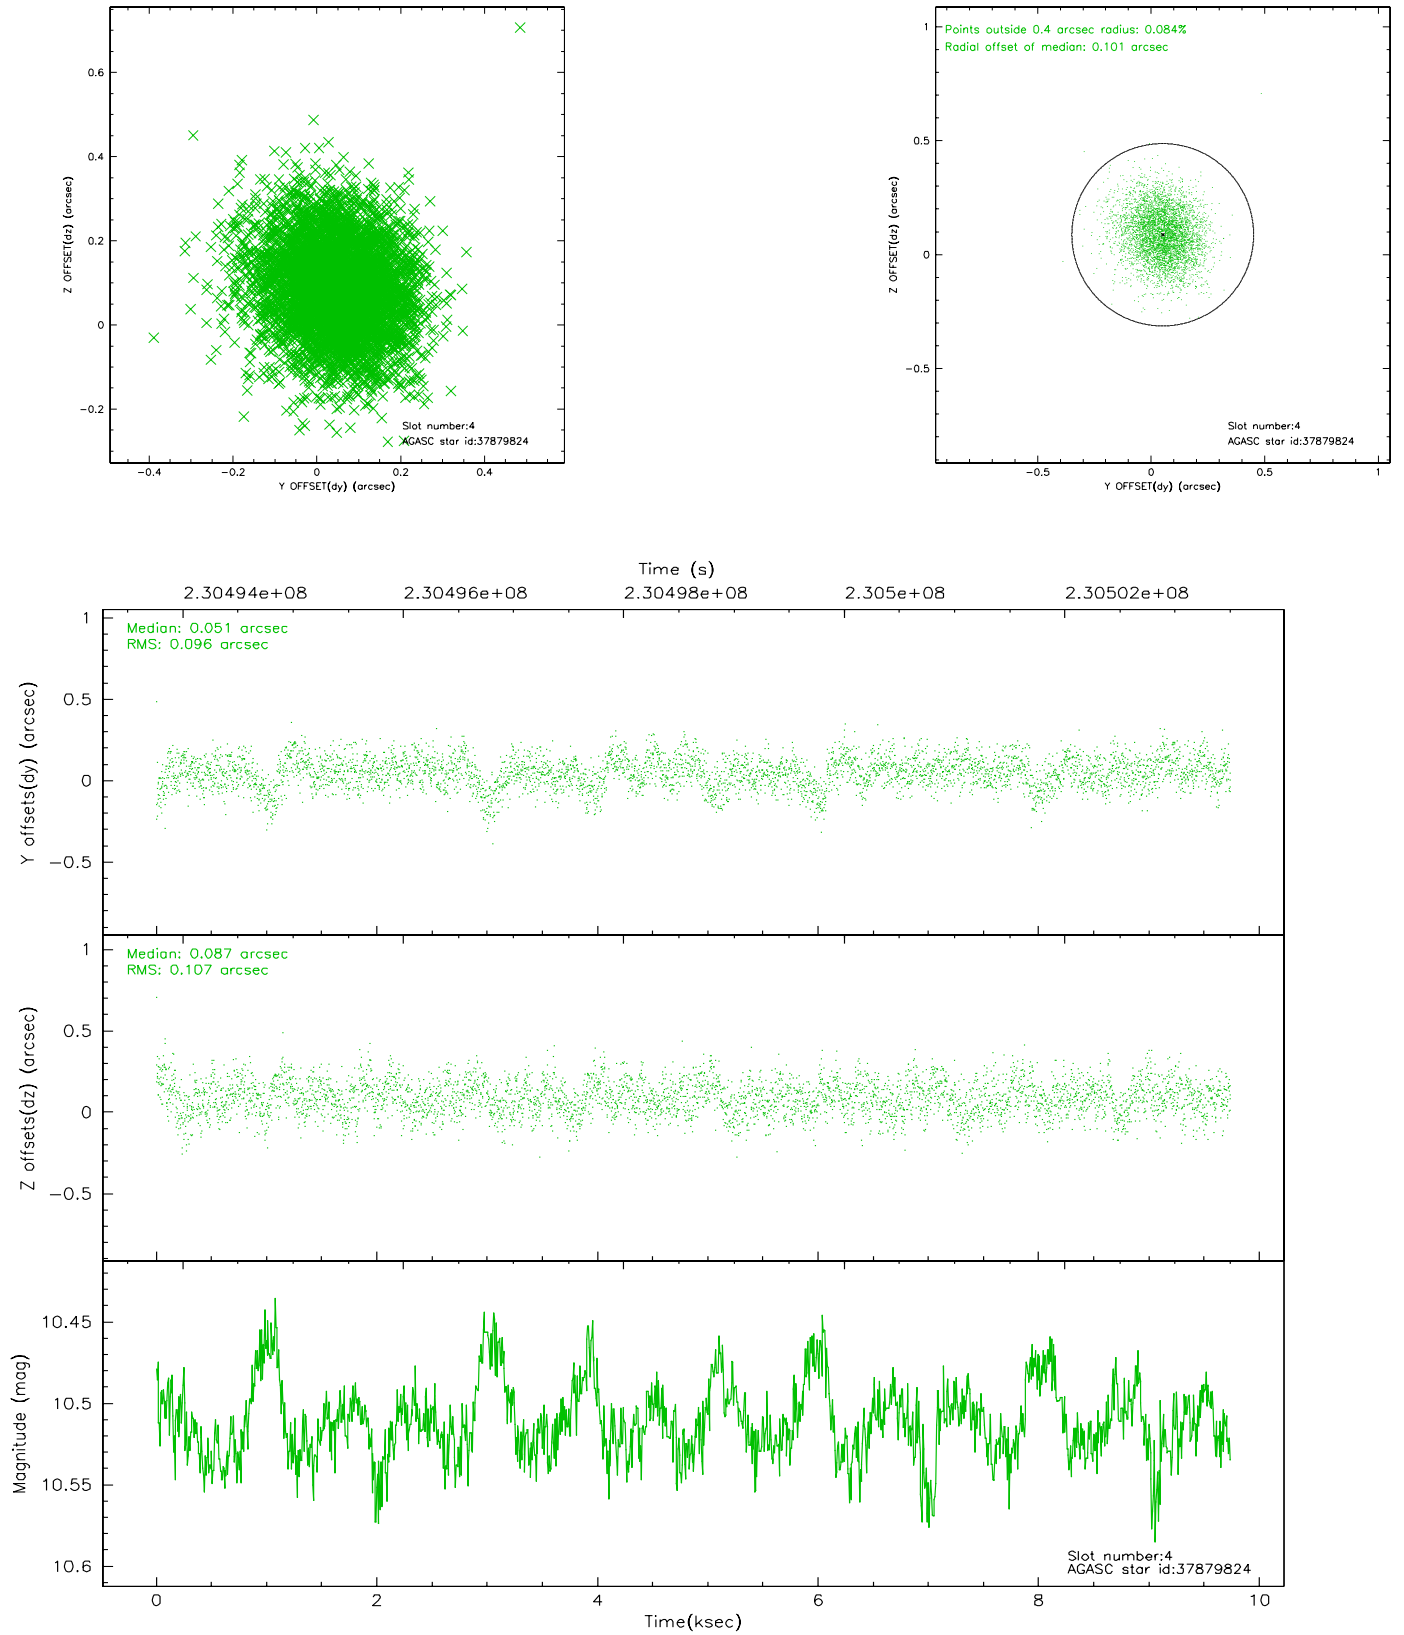 0.6
0.4
0.2
0
−0.2
Z OFFSET(dz) (arcsec)
−0.4 −0.2 0 0.2 0.4
Y OFFSET(dy) (arcsec)
Slot number:4
AGASC star id:37879824
Points outside 0.4 arcsec radius: 0.084%
Radial offset of median: 0.101 arcsec
1
0.5
0
−0.5
Z OFFSET(dz) (arcsec)
−0.5 0 0.5 1
Y OFFSET(dy) (arcsec)
Slot number:4
AGASC star id:37879824
Time (s)
2.30494e+08 2.30496e+08 2.30498e+08 2.305e+08 2.30502e+08
Median: 0.051 arcsec
RMS: 0.096 arcsec
1
0.5
0
−0.5
Y offsets(dy) (arcsec)
Median: 0.087 arcsec
RMS: 0.107 arcsec
1
0.5
0
−0.5
Z offsets(dz) (arcsec)
10.45
10.5
10.55
10.6
Magnitude (mag)
Slot number:4
AGASC star id:37879824
0 2 4 6 8 10
Time(ksec)